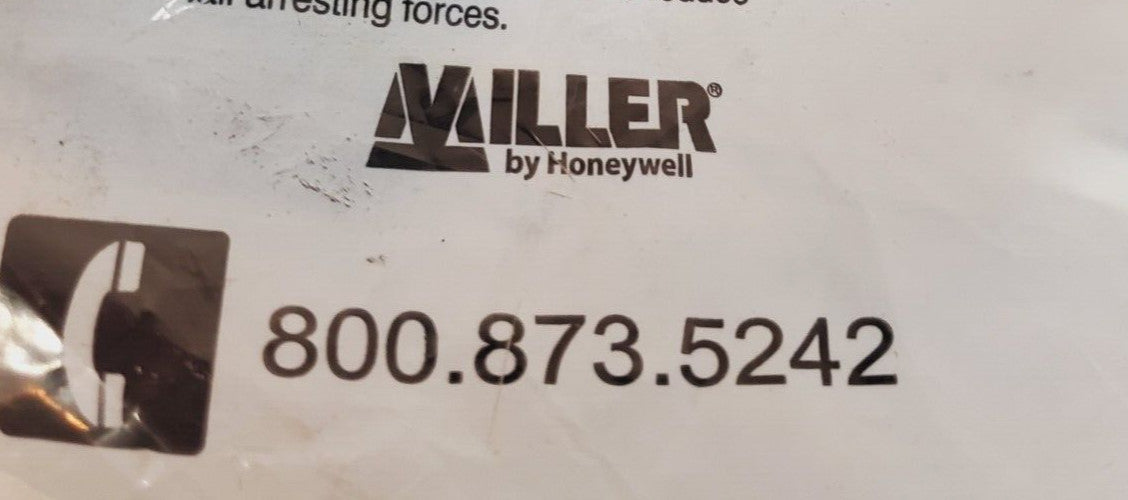 arresting forces.
MILLER®
by Honeywell
800.873.5242